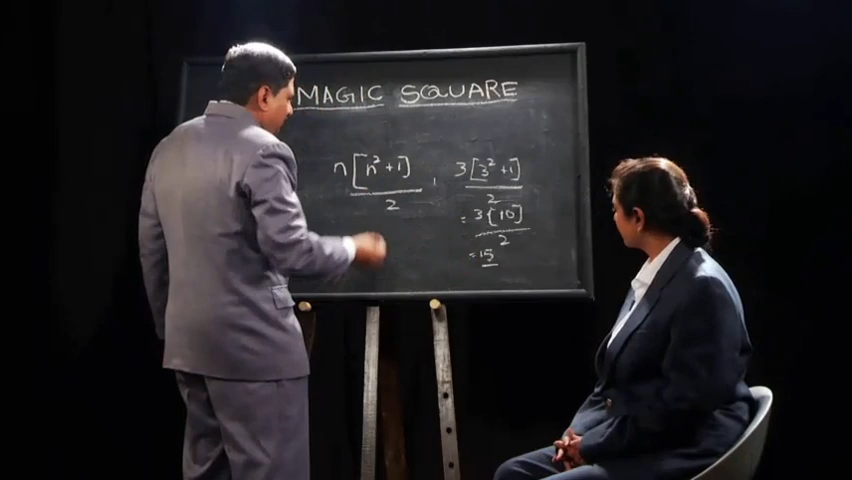 MAGIC SQUARE
n[n²+1]/2 , 3[3²+1]/2
= 3[10]/2
= 15